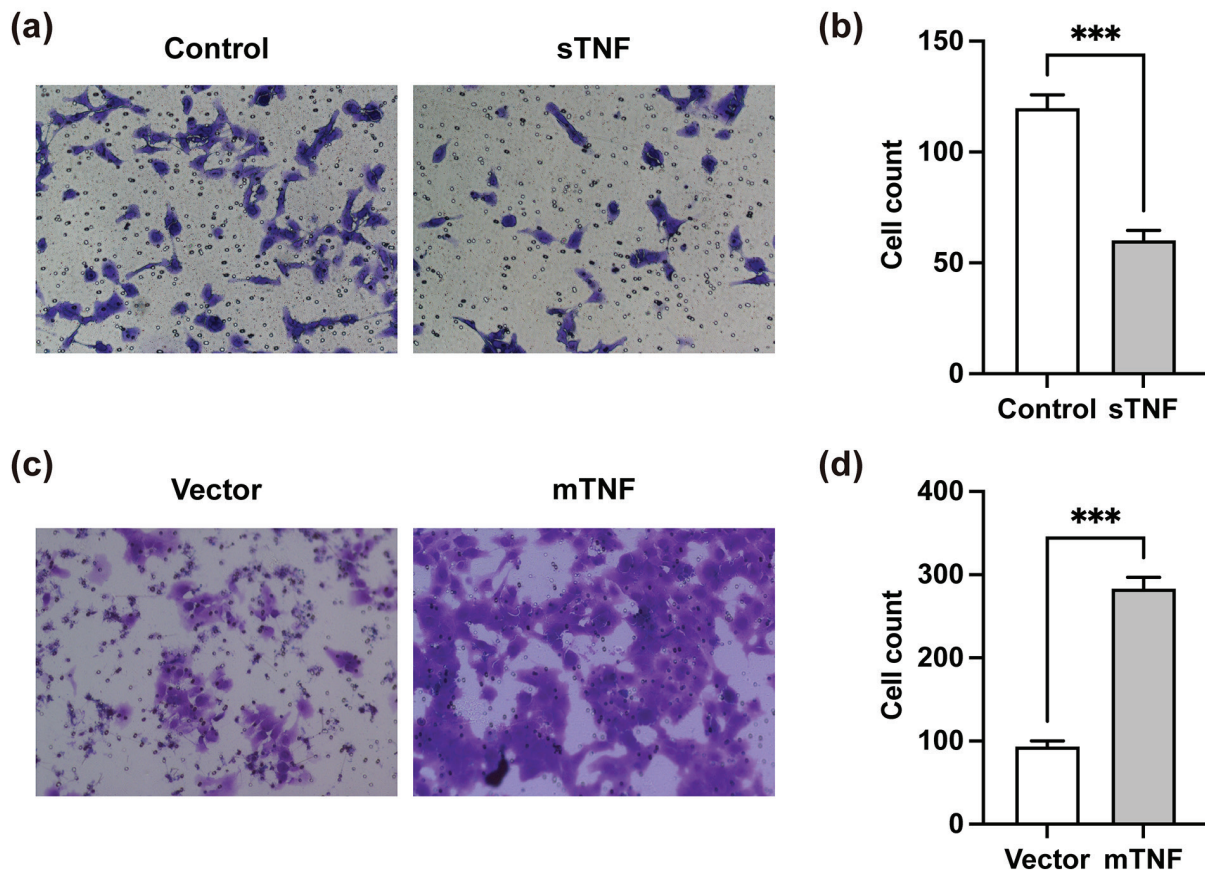 (a)
Control
sTNF
(b)
***
150
100
50
0
Cell count
Control sTNF
(c)
Vector
mTNF
(d)
***
400
300
200
100
0
Cell count
Vector mTNF